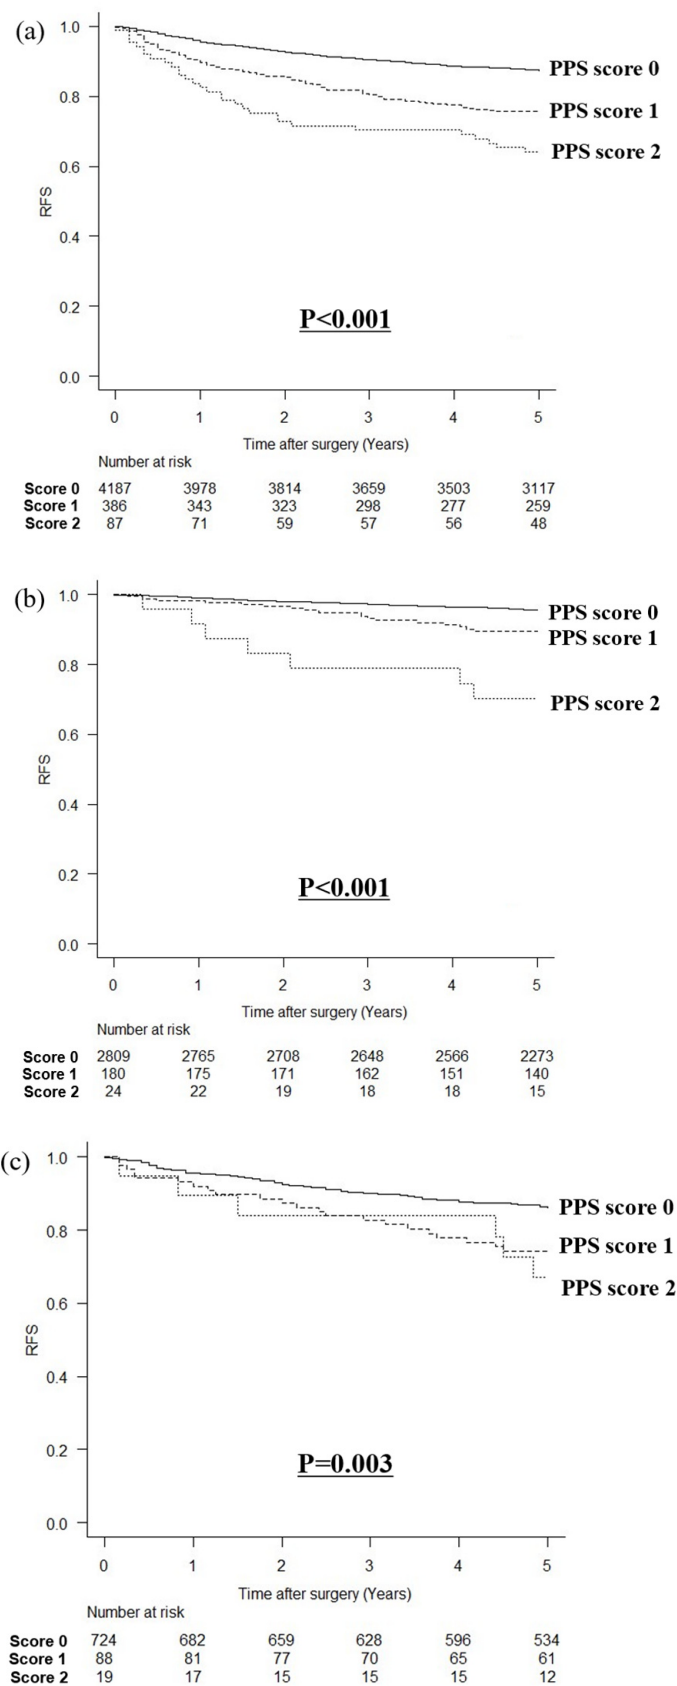 (a)
1.0
0.8
0.6
0.4
0.2
0.0
RFS
PPS score 0
PPS score 1
PPS score 2
P<0.001
0 1 2 3 4 5
Time after surgery (Years)
Number at risk
Score 0 4187 3978 3814 3659 3503 3117
Score 1 386 343 323 298 277 259
Score 2 87 71 59 57 56 48
(b)
1.0
0.8
0.6
0.4
0.2
0.0
RFS
PPS score 0
PPS score 1
PPS score 2
P<0.001
0 1 2 3 4 5
Time after surgery (Years)
Number at risk
Score 0 2809 2765 2708 2648 2566 2273
Score 1 180 175 171 162 151 140
Score 2 24 22 19 18 18 15
(c)
1.0
0.8
0.6
0.4
0.2
0.0
RFS
PPS score 0
PPS score 1
PPS score 2
P=0.003
0 1 2 3 4 5
Time after surgery (Years)
Number at risk
Score 0 724 682 659 628 596 534
Score 1 88 81 77 70 65 61
Score 2 19 17 15 15 15 12